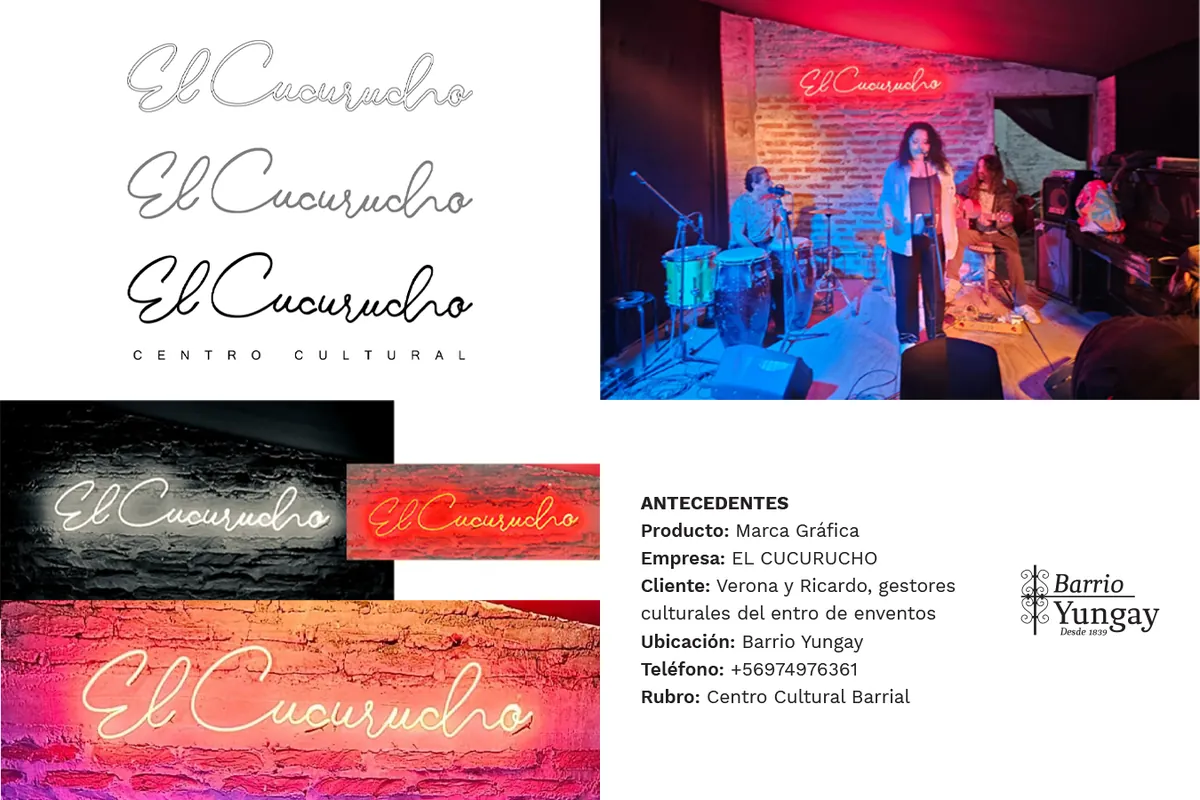 El Cucurucho
El Cucurucho
El Cucurucho
CENTRO CULTURAL
El Cucurucho
El Cucurucho
El Cucurucho
El Cucurucho
ANTECEDENTES
Producto: Marca Gráfica
Empresa: EL CUCURUCHO
Cliente: Verona y Ricardo, gestores
culturales del entro de enventos
Ubicación: Barrio Yungay
Teléfono: +56974976361
Rubro: Centro Cultural Barrial
Barrio
Yungay
Desde 1839